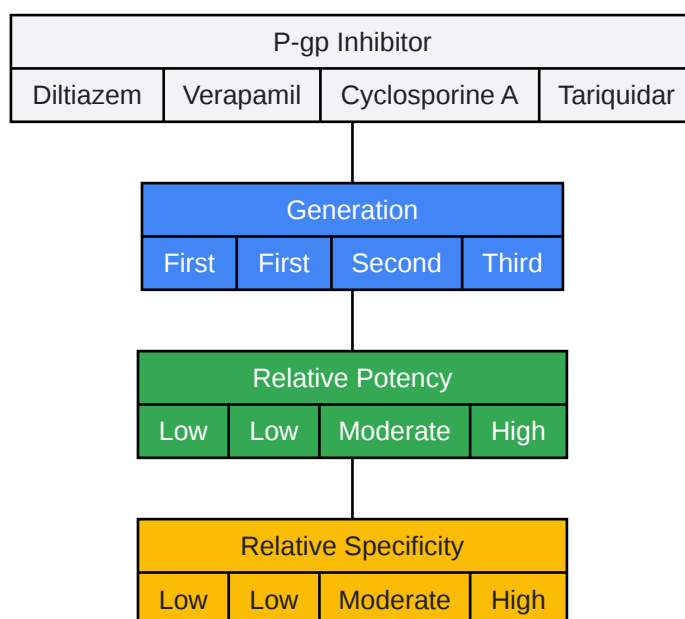 P-gp Inhibitor
Diltiazem Verapamil Cyclosporine A Tariquidar
Generation
First First Second Third
Relative Potency
Low Low Moderate High
Relative Specificity
Low Low Moderate High